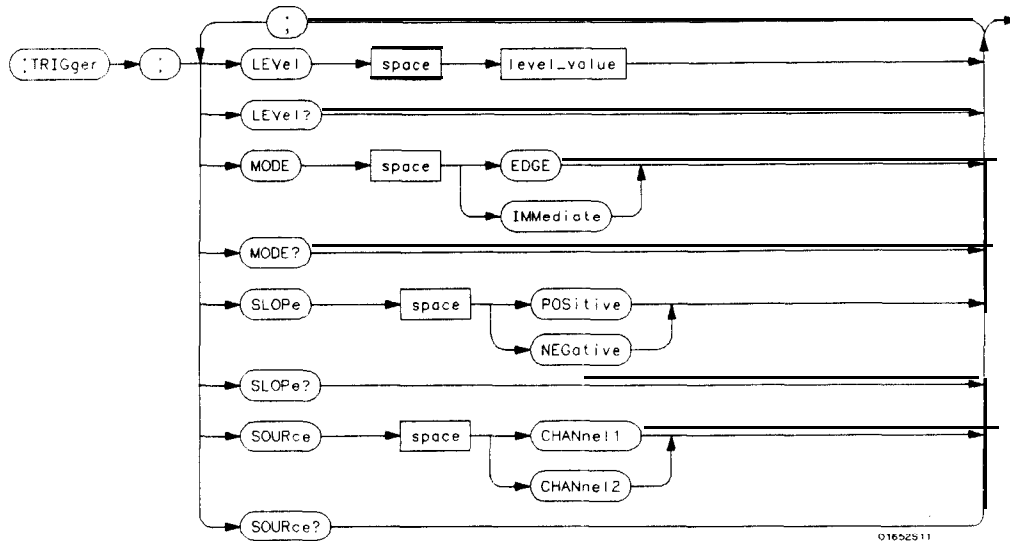 ;
:TRIGger : LEVel space level_value
LEVel?
MODE space EDGE
IMMediate
MODE?
SLOPe space POSitive
NEGative
SLOPe?
SOURce space CHANnel1
CHANnel2
SOURce?
01652S11